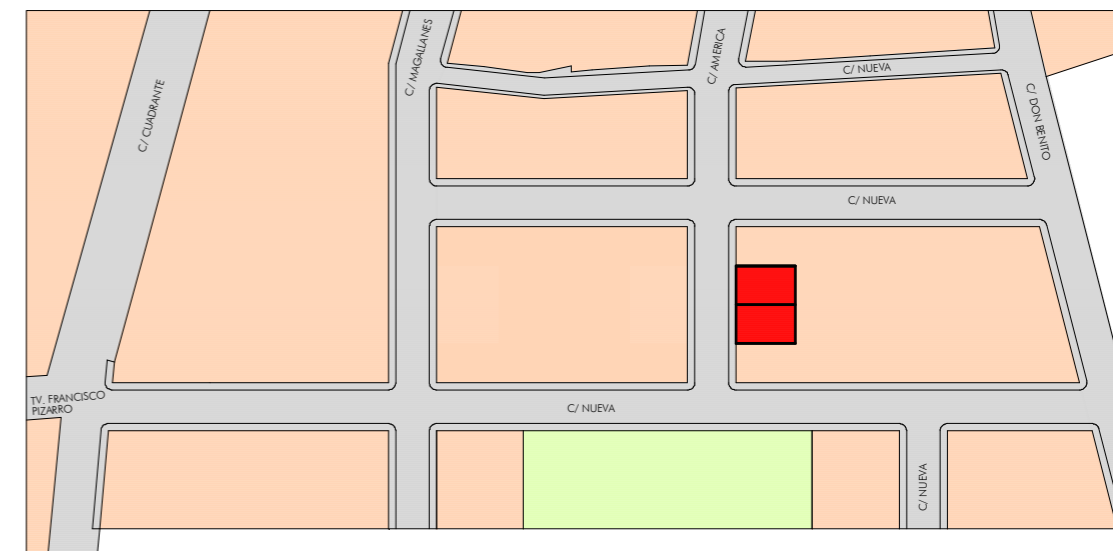 C/ MAGALLANES
C/ AMERICA
C/ NUEVA
C/ CUADRANTE
C/ DON BENITO
C/ NUEVA
TV. FRANCISCO
PIZARRO
C/ NUEVA
C/ NUEVA